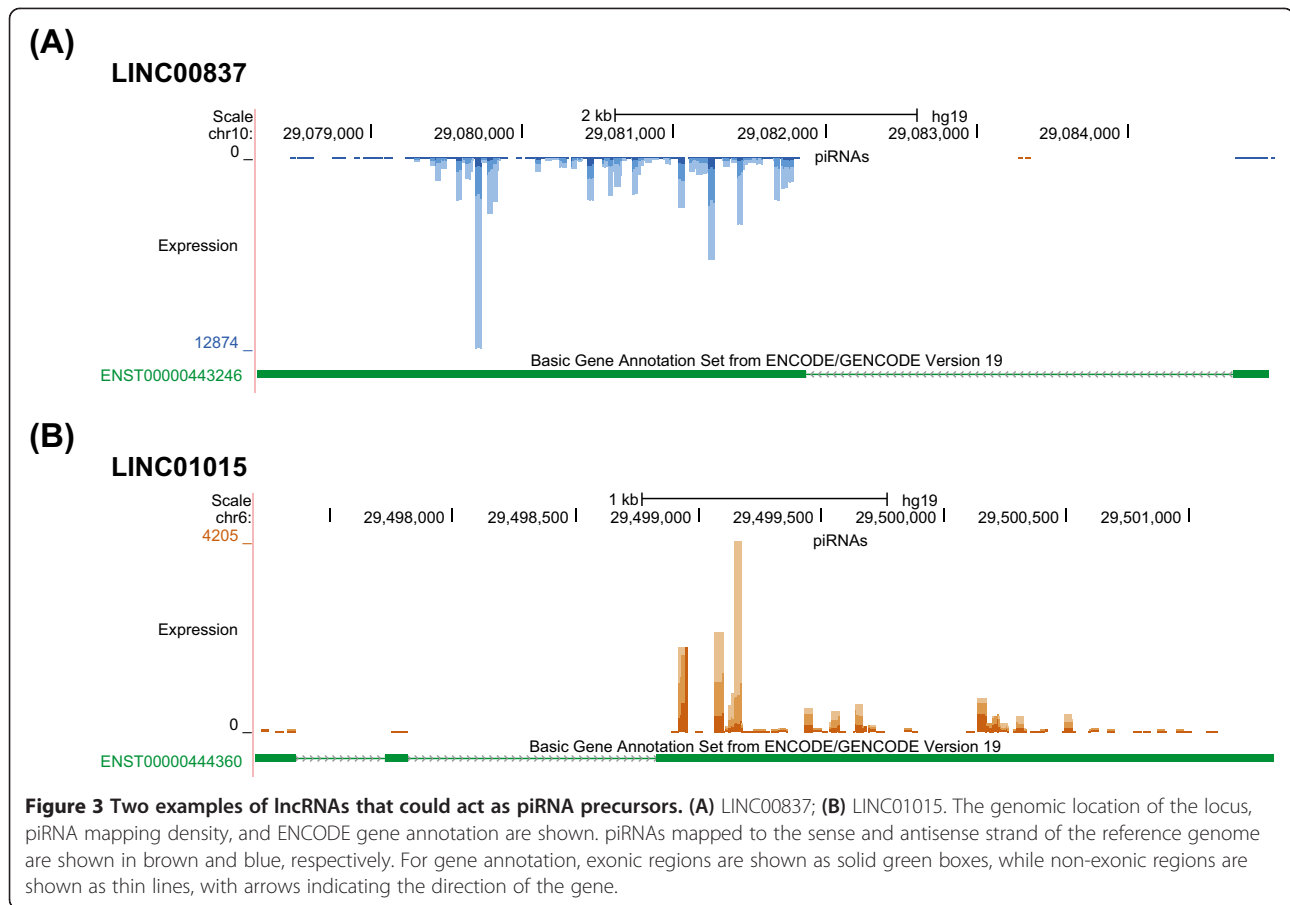 (A)
LINC00837
Scale 2 kb hg19
chr10: 29,079,000 29,080,000 29,081,000 29,082,000 29,083,000 29,084,000
0 _ piRNAs
Expression
12874 _
Basic Gene Annotation Set from ENCODE/GENCODE Version 19
ENST00000443246
(B)
LINC01015
Scale 1 kb hg19
chr6: 29,498,000 29,498,500 29,499,000 29,499,500 29,500,000 29,500,500 29,501,000
4205 _ piRNAs
Expression
0 _
Basic Gene Annotation Set from ENCODE/GENCODE Version 19
ENST00000444360
Figure 3 Two examples of lncRNAs that could act as piRNA precursors. (A) LINC00837; (B) LINC01015. The genomic location of the locus,
piRNA mapping density, and ENCODE gene annotation are shown. piRNAs mapped to the sense and antisense strand of the reference genome
are shown in brown and blue, respectively. For gene annotation, exonic regions are shown as solid green boxes, while non-exonic regions are
shown as thin lines, with arrows indicating the direction of the gene.